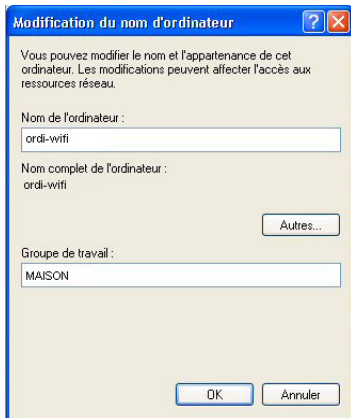 Modification du nom d'ordinateur
Vous pouvez modifier le nom et l'appartenance de cet
ordinateur. Les modifications peuvent affecter l'accès aux
ressources réseau.
Nom de l'ordinateur :
ordi-wifi
Nom complet de l'ordinateur :
ordi-wifi
Autres...
Groupe de travail :
MAISON
OK Annuler